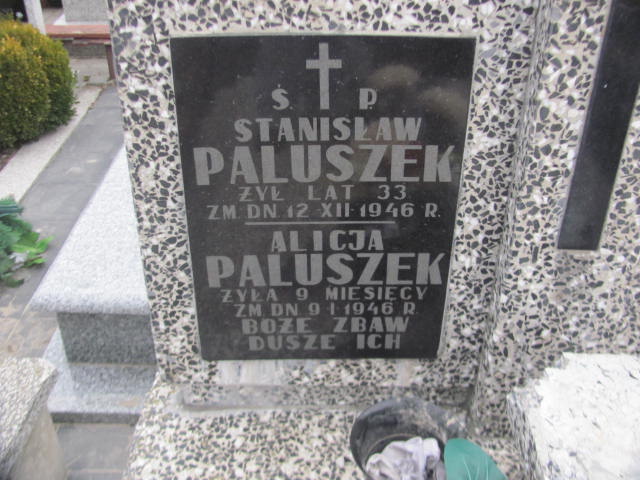 Ś P
STANISŁAW
PALUSZEK
ŻYŁ LAT 33
ZM DN 12-XII-1946 R.
ALICJA
PALUSZEK
ŻYŁA 9 MIESIĘCY
ZM DN 9-I-1946 R.
BOŻE ZBAW
DUSZE ICH